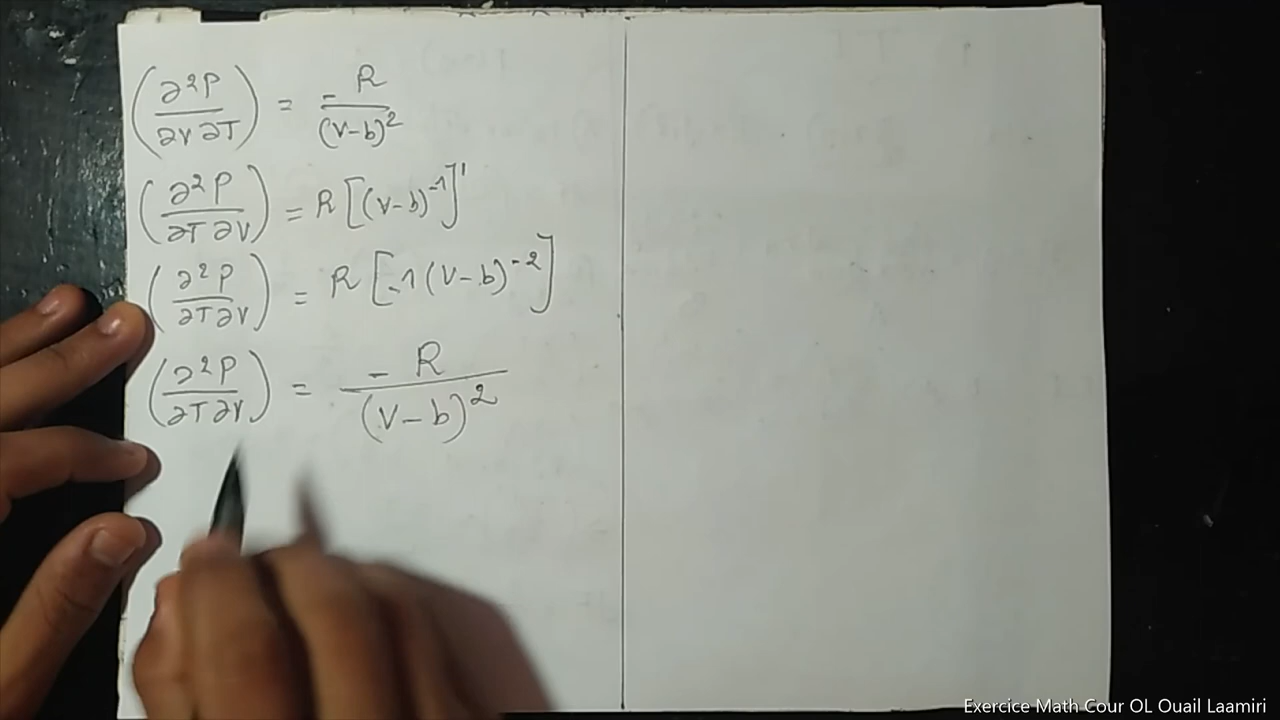 (∂²P/∂V∂T) = -R/(V-b)²
(∂²P/∂T∂V) = R[(V-b)⁻¹]'
(∂²P/∂T∂V) = R[-1(V-b)⁻²]
(∂²P/∂T∂V) = -R/(V-b)²
Exercice Math Cour OL Ouail Laamiri